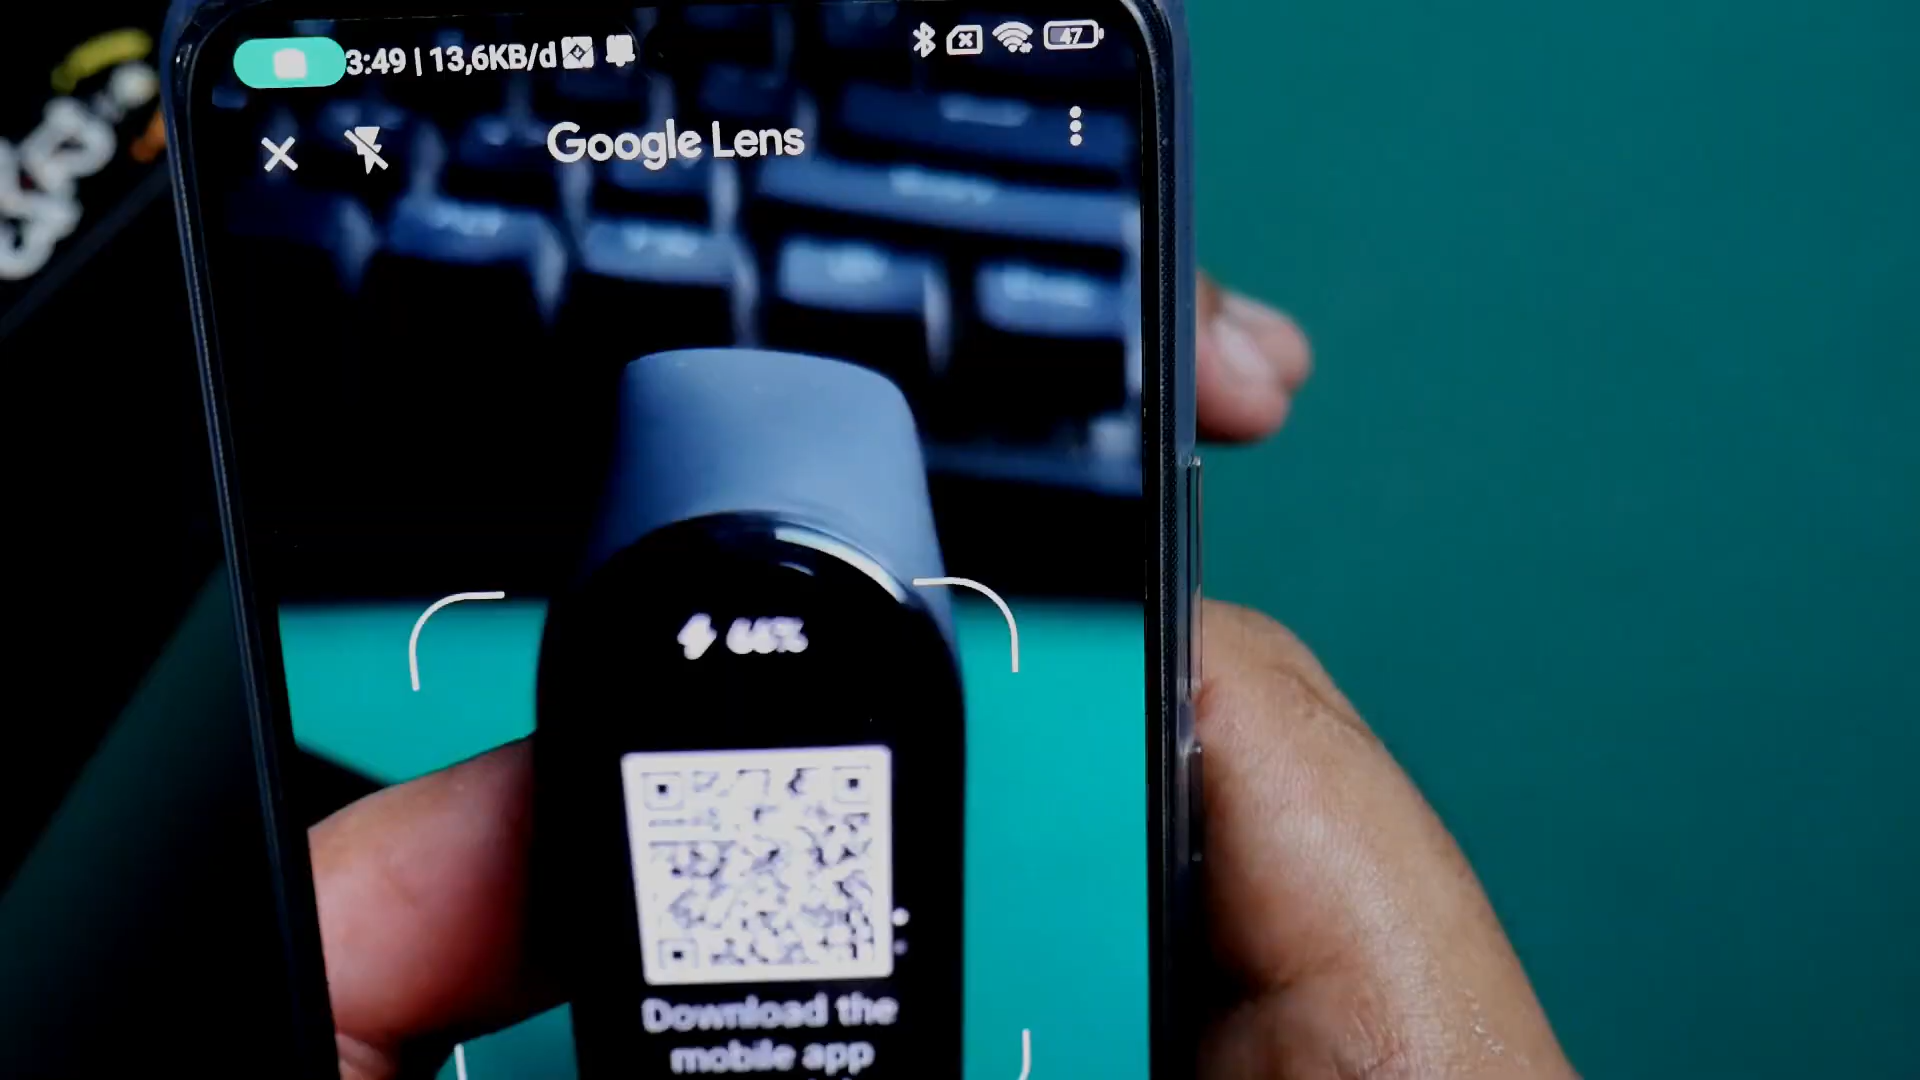 3:49 | 13,6KB/d
47
Google Lens
66%
Download the
mobile app